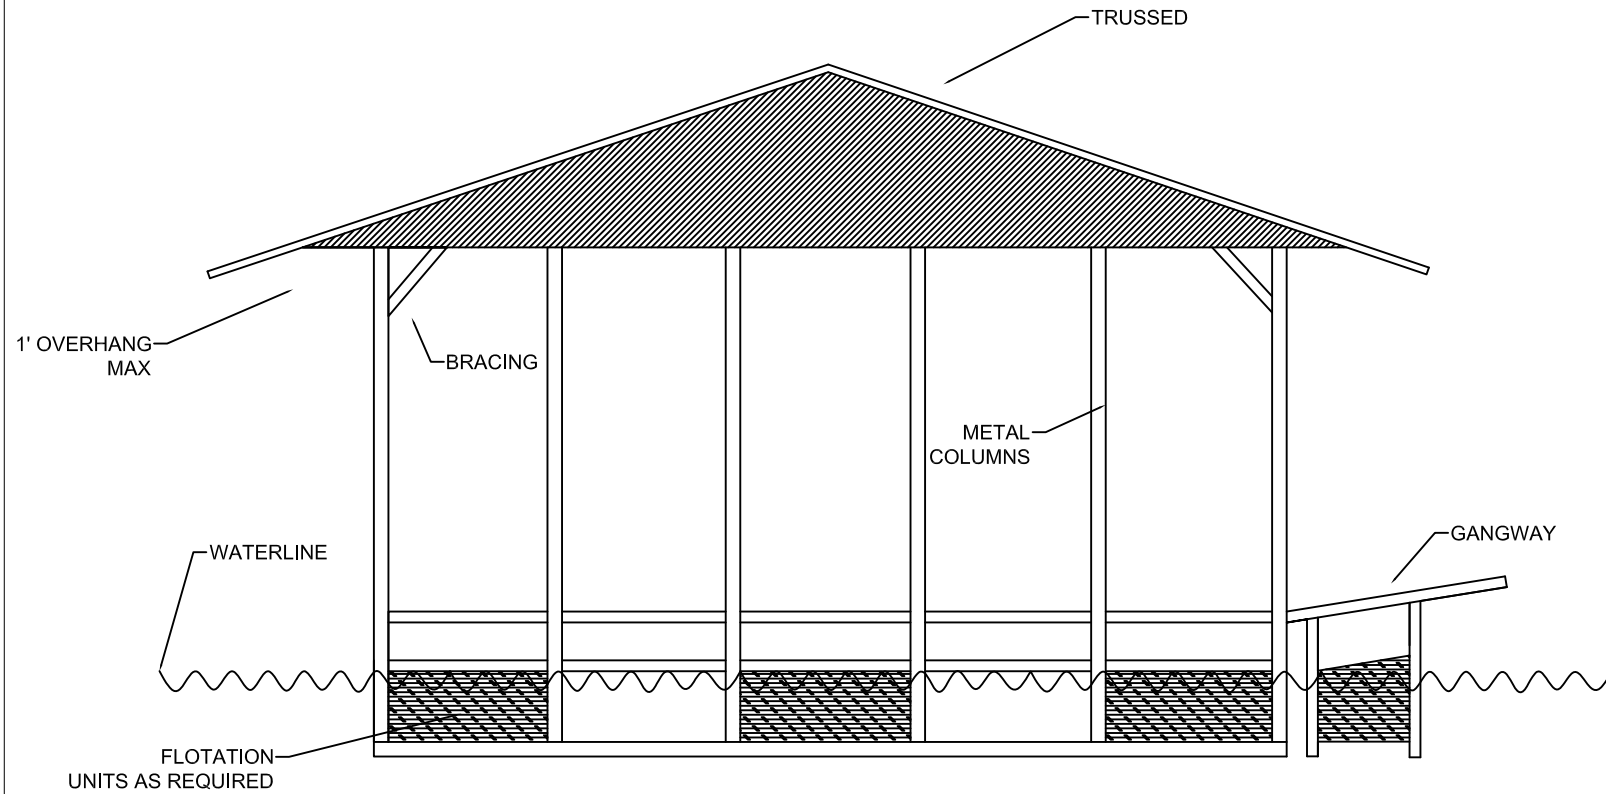 TRUSSED
1' OVERHANG
MAX
BRACING
METAL
COLUMNS
WATERLINE
GANGWAY
FLOTATION
UNITS AS REQUIRED